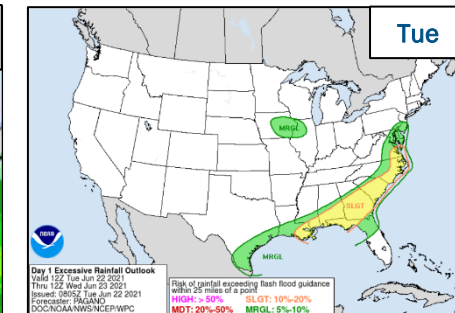 Tue
MRGL
SLGT
MRGL
NOAA
Day 1 Excessive Rainfall Outlook
Valid 12Z Tue Jun 22 2021
Thru 12Z Wed Jun 23 2021
Issued: 0805Z Tue Jun 22 2021
Forecaster: PAGANO
DOC/NOAA/NWS/NCEP/WPC
Risk of rainfall exceeding flash flood guidance
within 25 miles of a point
HIGH: > 50% SLGT: 10%-20%
MDT: 20%-50% MRGL: 5%-10%